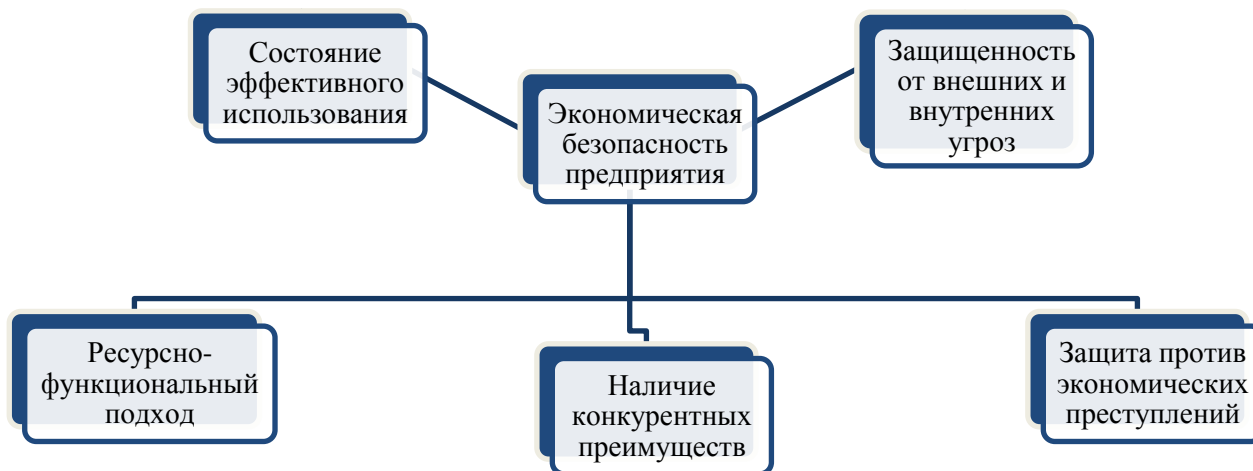 Состояние
эффективного
использования
Экономическая
безопасность
предприятия
Защищенность
от внешних и
внутренних
угроз
Ресурсно-
функциональный
подход
Наличие
конкурентных
преимуществ
Защита против
экономических
преступлений